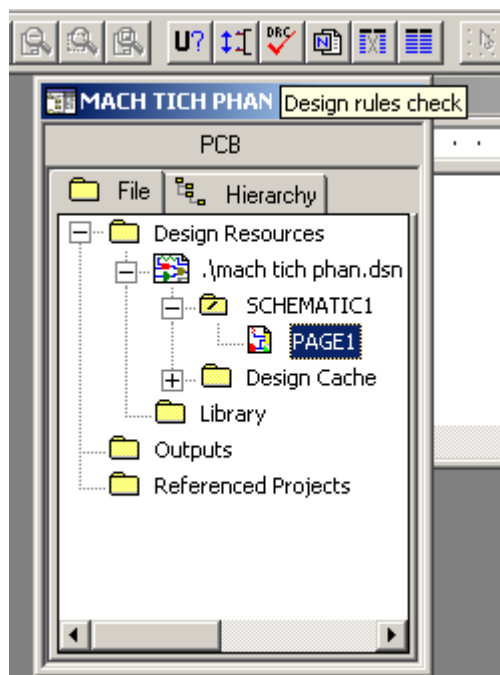 U?
DRC
MACH TICH PHAN
Design rules check
PCB
File
Hierarchy
Design Resources
.\mach tich phan.dsn
SCHEMATIC1
PAGE1
Design Cache
Library
Outputs
Referenced Projects